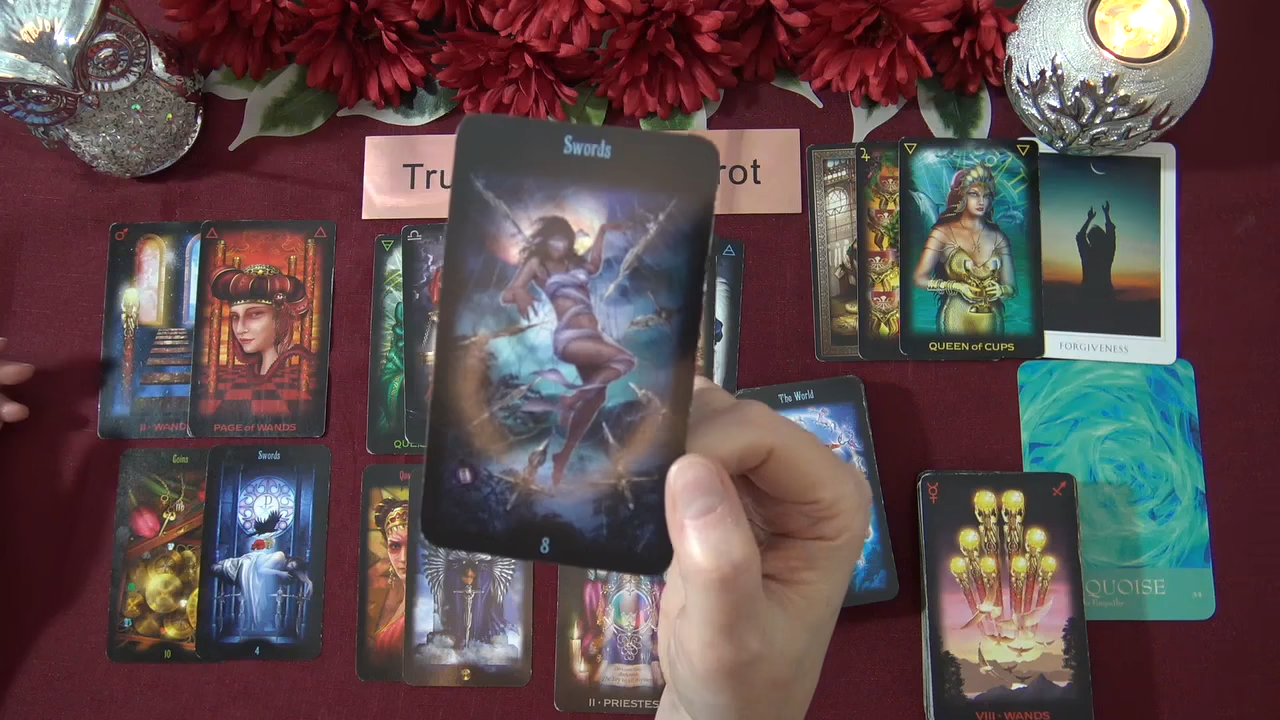 Swords
8
Tru
rot
QUEEN of CUPS
FORGIVENESS
II · WAND
PAGE of WANDS
The World
Coins
10
Swords
4
II · PRIESTES
QUOISE
VIII · WANDS